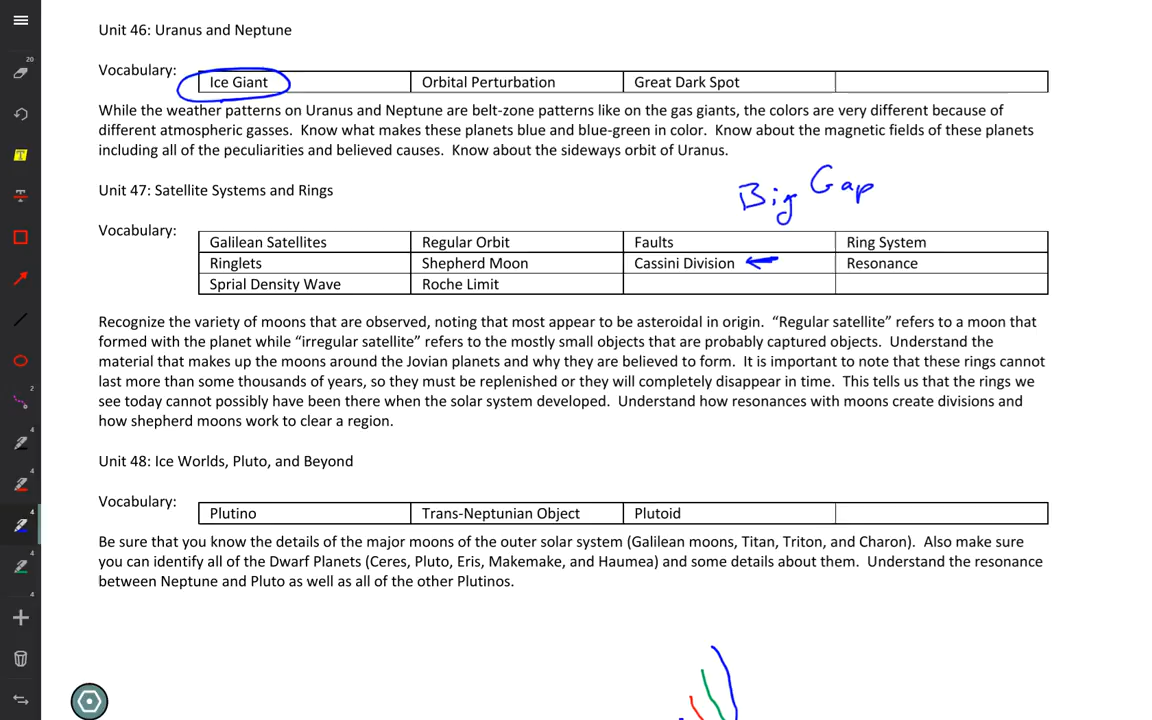 Unit 46: Uranus and Neptune
Vocabulary:
Ice Giant Orbital Perturbation Great Dark Spot
While the weather patterns on Uranus and Neptune are belt-zone patterns like on the gas giants, the colors are very different because of
different atmospheric gasses. Know what makes these planets blue and blue-green in color. Know about the magnetic fields of these planets
including all of the peculiarities and believed causes. Know about the sideways orbit of Uranus.
Big Gap
Unit 47: Satellite Systems and Rings
Vocabulary:
Galilean Satellites Regular Orbit Faults Ring System
Ringlets Shepherd Moon Cassini Division Resonance
Sprial Density Wave Roche Limit
Recognize the variety of moons that are observed, noting that most appear to be asteroidal in origin. “Regular satellite” refers to a moon that
formed with the planet while “irregular satellite” refers to the mostly small objects that are probably captured objects. Understand the
material that makes up the moons around the Jovian planets and why they are believed to form. It is important to note that these rings cannot
last more than some thousands of years, so they must be replenished or they will completely disappear in time. This tells us that the rings we
see today cannot possibly have been there when the solar system developed. Understand how resonances with moons create divisions and
how shepherd moons work to clear a region.
Unit 48: Ice Worlds, Pluto, and Beyond
Vocabulary:
Plutino Trans-Neptunian Object Plutoid
Be sure that you know the details of the major moons of the outer solar system (Galilean moons, Titan, Triton, and Charon). Also make sure
you can identify all of the Dwarf Planets (Ceres, Pluto, Eris, Makemake, and Haumea) and some details about them. Understand the resonance
between Neptune and Pluto as well as all of the other Plutinos.
20
T
T
2
4
4
4
4
4